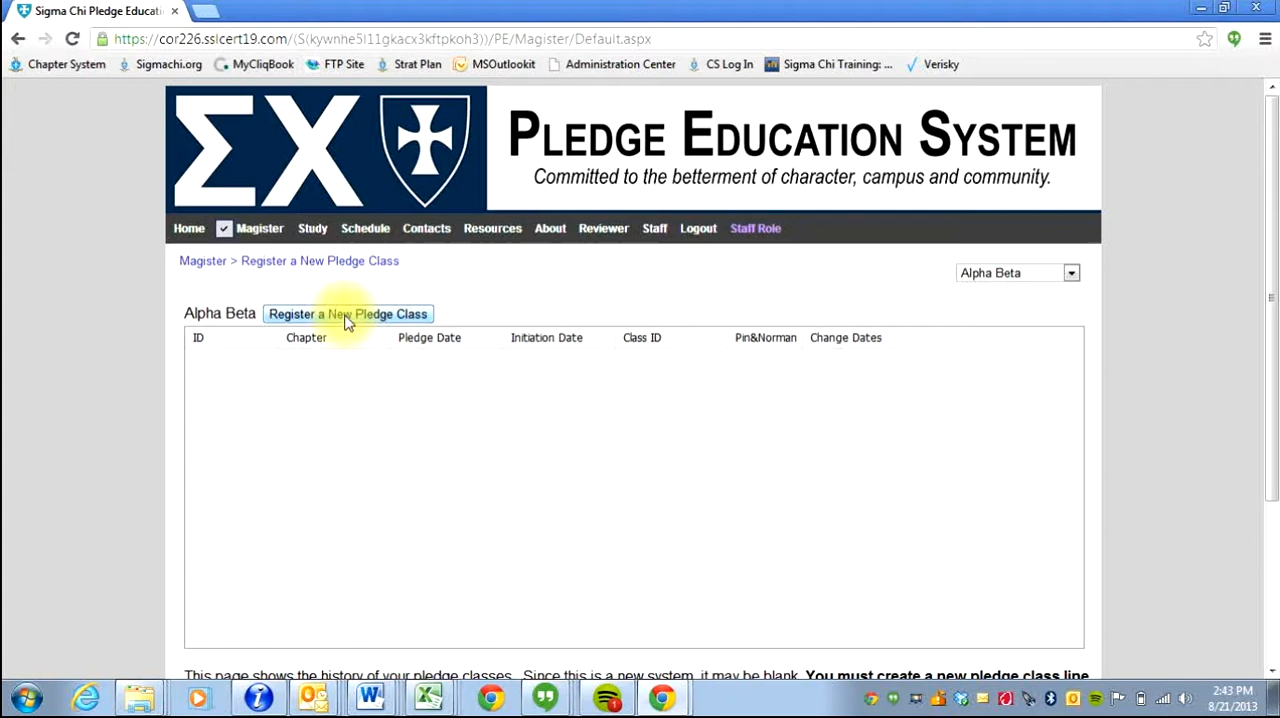 Sigma Chi Pledge Educati
https://cor226.sslcert19.com/(S(kywnhe5l11gkacx3kftpkoh3))/PE/Magister/Default.aspx
Chapter System Sigmachi.org MyCliqBook FTP Site Strat Plan MSOutlookit Administration Center CS Log In Sigma Chi Training: ... Verisky
ΣΧ PLEDGE EDUCATION SYSTEM
Committed to the betterment of character, campus and community.
Home Magister Study Schedule Contacts Resources About Reviewer Staff Logout Staff Role
Magister > Register a New Pledge Class
Alpha Beta
Alpha Beta Register a New Pledge Class
ID Chapter Pledge Date Initiation Date Class ID Pin&Norman Change Dates
This page shows the history of your pledge classes. Since this is a new system, it may be blank. You must create a new pledge class line
2:43 PM
8/21/2013